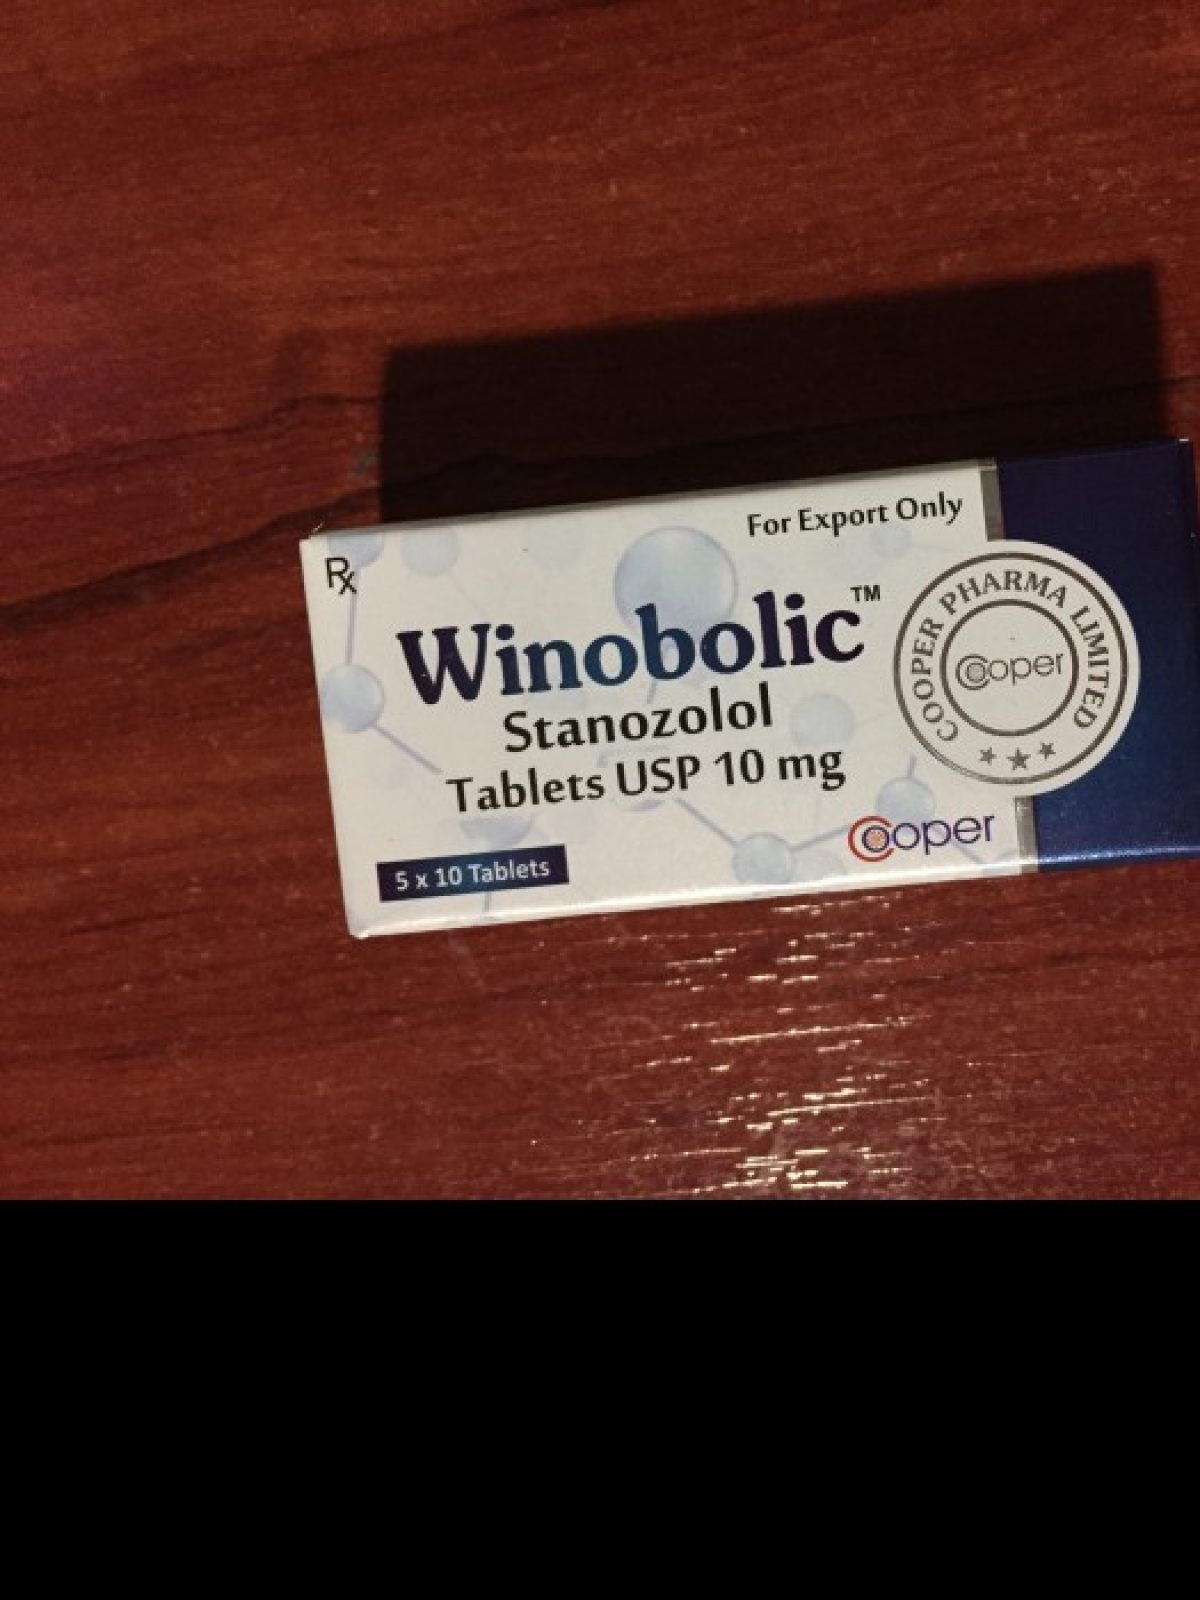 For Export Only
Rx
Winobolic™
Stanozolol
Tablets USP 10 mg
5 x 10 Tablets
Cooper
COOPER PHARMA LIMITED
Cooper